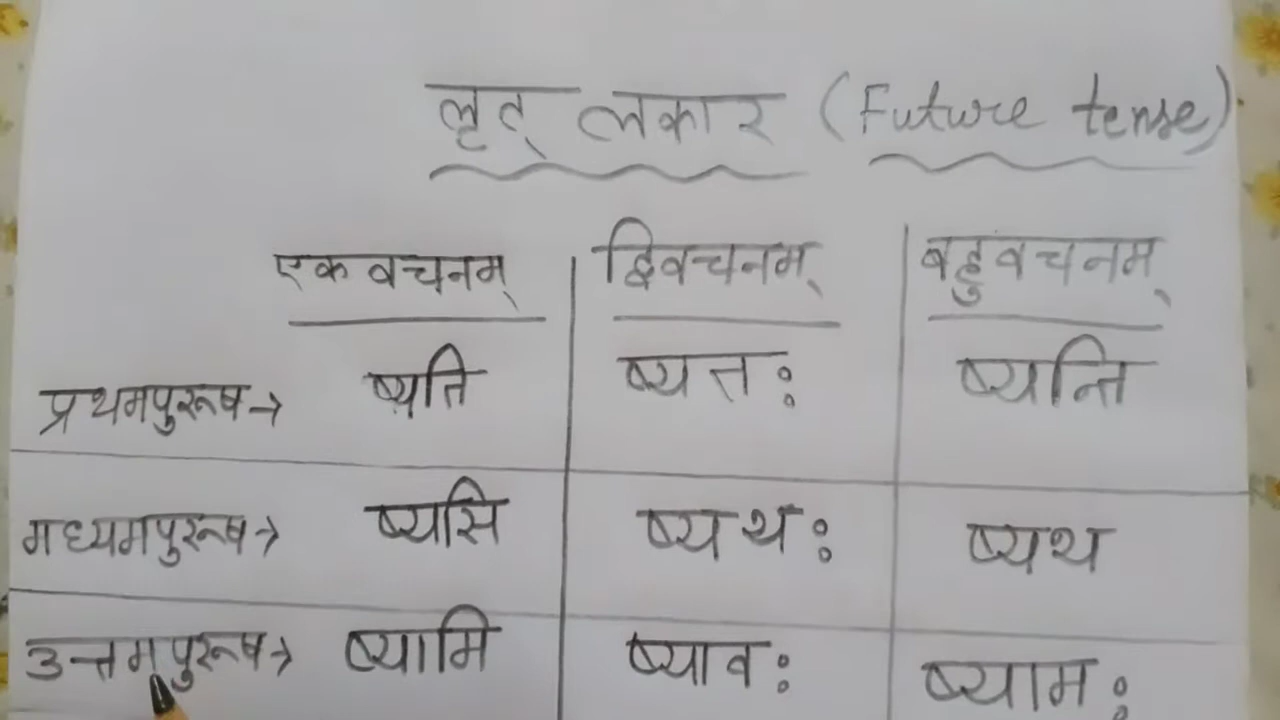 लृत् लकार (Future tense)
एकवचनम् द्विवचनम् बहुवचनम्
प्रथमपुरूष→ ष्यति ष्यत्तः ष्यन्ति
मध्यमपुरूष→ ष्यसि ष्यथः ष्यथ
उत्तमपुरूष→ ष्यामि ष्यावः ष्यामः